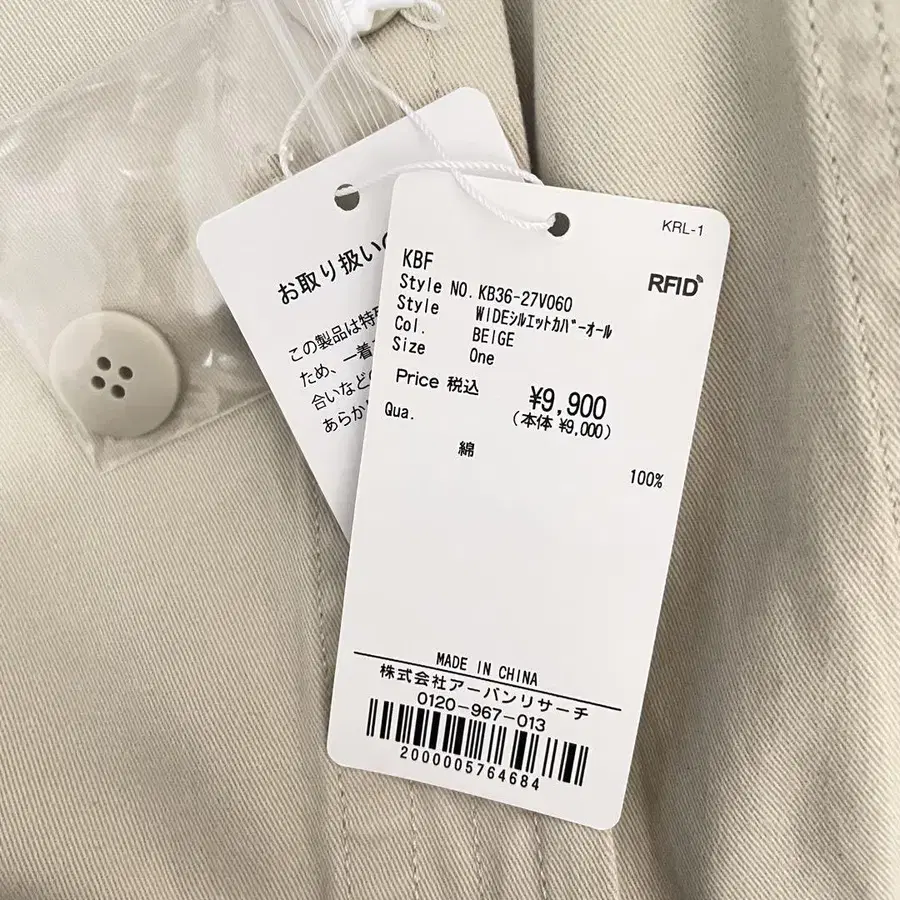 お取り扱い
この製品は特殊
ため、一着
合いなどの
あらか
KRL-1
RFID
KBF
Style NO. KB36-27V060
Style WIDEｼﾙｴｯﾄｶﾊﾞｰｵｰﾙ
Col. BEIGE
Size One
Price 税込 ¥9,900
(本体 ¥9,000)
Qua.
綿
100%
MADE IN CHINA
株式会社アーバンリサーチ
0120-967-013
2000005764684